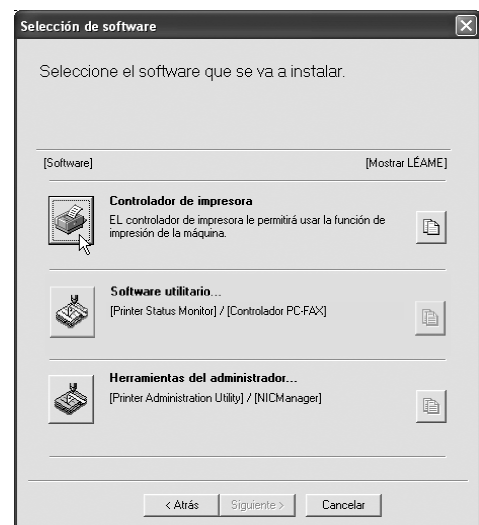 Selección de software
Seleccione el software que se va a instalar.
[Software] [Mostrar LÉAME]
Controlador de impresora
EL controlador de impresora le permitirá usar la función de
impresión de la máquina.
Software utilitario...
[Printer Status Monitor] / [Controlador PC-FAX]
Herramientas del administrador...
[Printer Administration Utility] / [NICManager]
< Atrás Siguiente > Cancelar